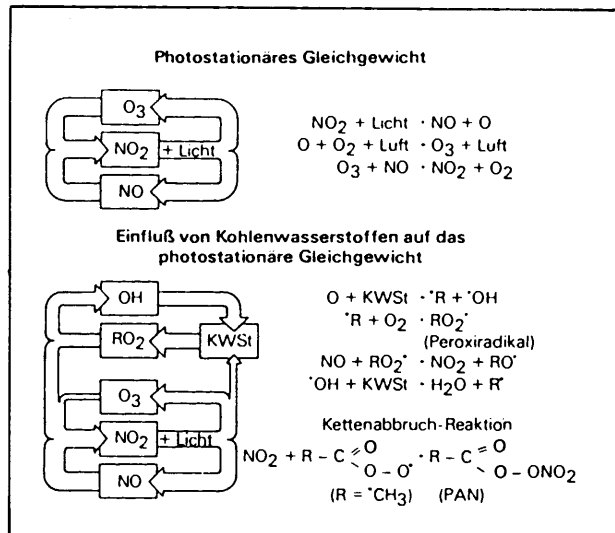 Photostationäres Gleichgewicht
O₃
NO₂ + Licht
NO
NO₂ + Licht · NO + O
O + O₂ + Luft · O₃ + Luft
O₃ + NO · NO₂ + O₂
Einfluß von Kohlenwasserstoffen auf das
photostationäre Gleichgewicht
OH
RO₂
KWSt
O₃
NO₂ + Licht
NO
O + KWSt · •R + •OH
•R + O₂ · RO₂•
(Peroxiradikal)
NO + RO₂• · NO₂ + RO•
•OH + KWSt · H₂O + R•
Kettenabbruch-Reaktion
NO₂ + R – C =O O – O• · R – C =O O – ONO₂
(R = •CH₃) (PAN)